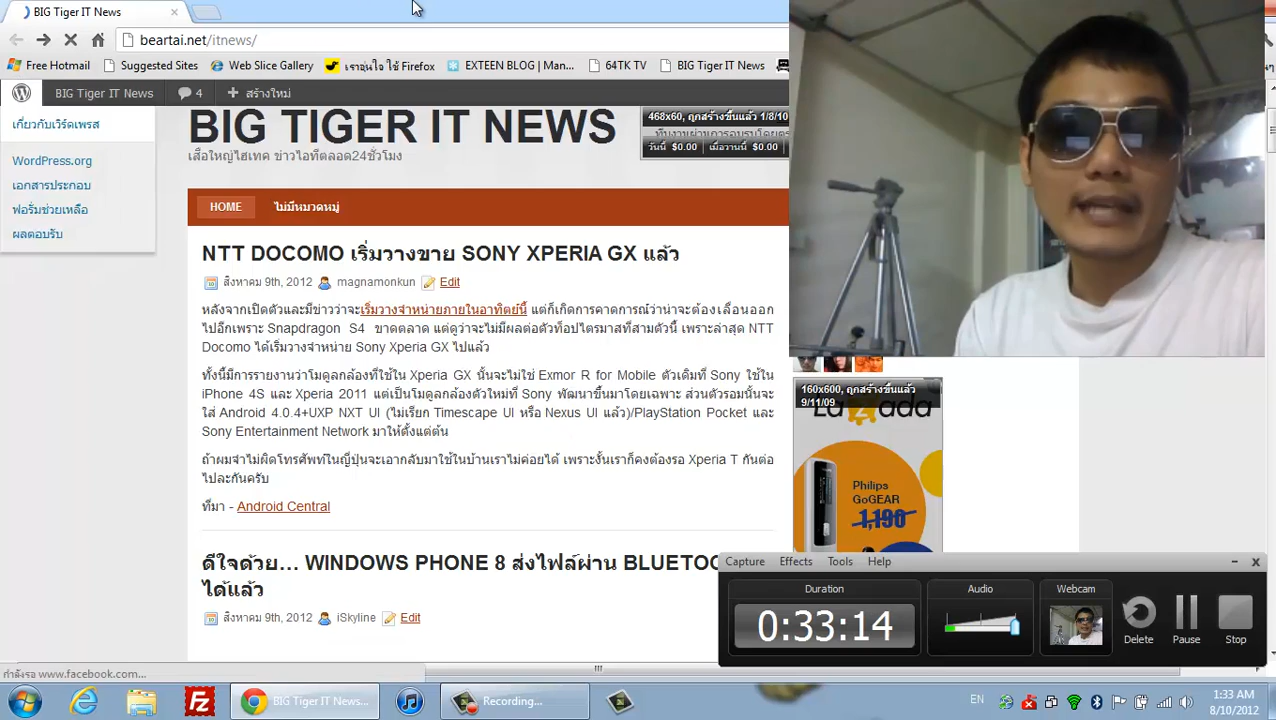 BIG Tiger IT News
beartai.net/itnews/
Free Hotmail
Suggested Sites
Web Slice Gallery
เราอุ่นใจ ใช้ Firefox
EXTEEN BLOG | Man...
64TK TV
BIG Tiger IT News
BIG Tiger IT News
4
สร้างใหม่
เกี่ยวกับเวิร์ดเพรส
WordPress.org
เอกสารประกอบ
ฟอรั่มช่วยเหลือ
ผลตอบรับ
BIG TIGER IT NEWS
เสือใหญ่ไฮเทค ข่าวไอทีตลอด24ชั่วโมง
468x60, ถูกสร้างขึ้นแล้ว 1/8/10
วันนี้ $0.00 | เมื่อวานนี้ $0.00
HOME
ไม่มีหมวดหมู่
NTT DOCOMO เริ่มวางขาย SONY XPERIA GX แล้ว
สิงหาคม 9th, 2012 magnamonkun Edit
หลังจากเปิดตัวและมีข่าวว่าจะเริ่มวางจำหน่ายภายในอาทิตย์นี้ แต่ก็เกิดการคาดการณ์ว่าน่าจะต้องเลื่อนออก
ไปอีกเพราะ Snapdragon S4 ขาดตลาด แต่ดูว่าจะไม่มีผลต่อตัวท็อปไตรมาสที่สามตัวนี้ เพราะล่าสุด NTT
Docomo ได้เริ่มวางจำหน่าย Sony Xperia GX ไปแล้ว
ทั้งนี้มีการรายงานว่าโมดูลกล้องที่ใช้ใน Xperia GX นั้นจะไม่ใช่ Exmor R for Mobile ตัวเดิมที่ Sony ใช้ใน
iPhone 4S และ Xperia 2011 แต่เป็นโมดูลกล้องตัวใหม่ที่ Sony พัฒนาขึ้นมาโดยเฉพาะ ส่วนตัวรอมนั้นจะ
ใส่ Android 4.0.4+UXP NXT UI (ไม่เรียก Timescape UI หรือ Nexus UI แล้ว)/PlayStation Pocket และ
Sony Entertainment Network มาให้ตั้งแต่ต้น
ถ้าผมจำไม่ผิดโทรศัพท์ในญี่ปุ่นจะเอากลับมาใช้ในบ้านเราไม่ค่อยได้ เพราะงั้นเราก็คงต้องรอ Xperia T กันต่อ
ไปละกันครับ
ที่มา - Android Central
ดีใจด้วย... WINDOWS PHONE 8 ส่งไฟล์ผ่าน BLUETOO
ได้แล้ว
สิงหาคม 9th, 2012 iSkyline Edit
160x600, ถูกสร้างขึ้นแล้ว
9/11/09
Lazada
Philips
GoGEAR
1,190
Capture Effects Tools Help
Duration
0:33:14
Audio
Webcam
Delete
Pause
Stop
กำลังรอ www.facebook.com...
BIG Tiger IT News...
Recording...
EN
1:33 AM
8/10/2012